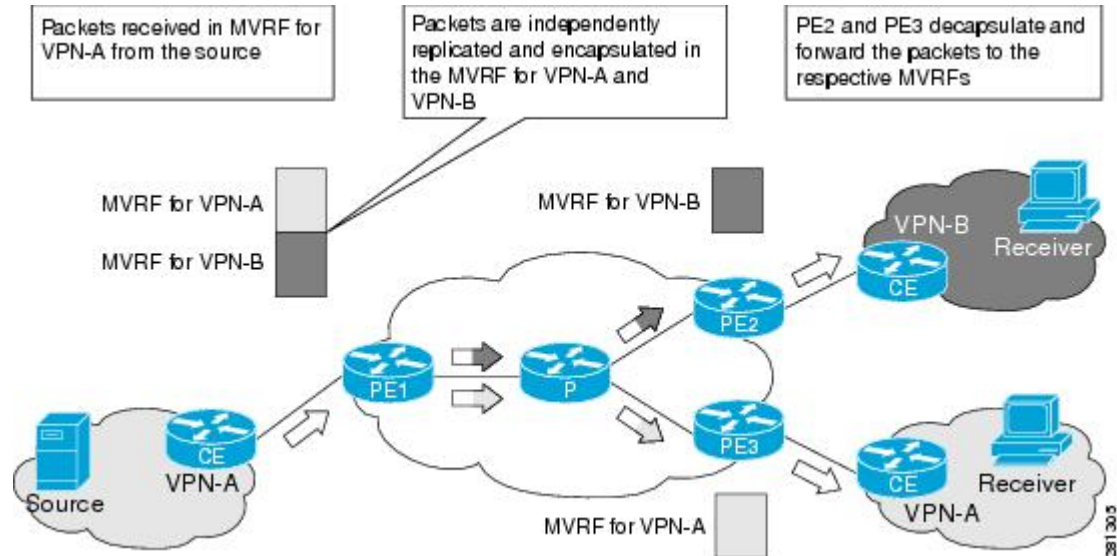 Packets received in MVRF for
VPN-A from the source
Packets are independently
replicated and encapsulated in
the MVRF for VPN-A and
VPN-B
PE2 and PE3 decapsulate and
forward the packets to the
respective MVRFs
MVRF for VPN-A
MVRF for VPN-B
MVRF for VPN-B
VPN-B
Receiver
CE
PE2
PE1
P
CE
VPN-A
Source
PE3
CE
Receiver
VPN-A
MVRF for VPN-A